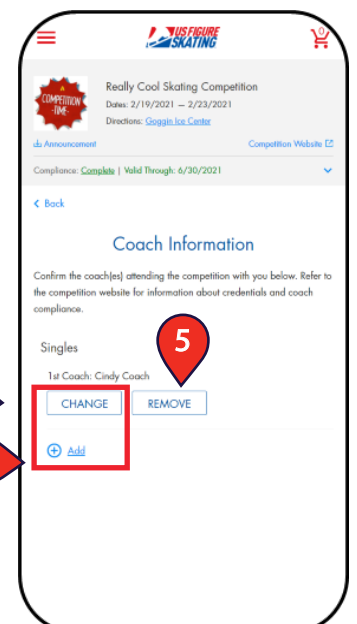 US FIGURE
SKATING
0
A
COMPETITION
-TIME-
Really Cool Skating Competition
Dates: 2/19/2021 – 2/23/2021
Directions: Goggin Ice Center
Announcement
Competition Website
Compliance: Complete | Valid Through: 6/30/2021
Back
Coach Information
Confirm the coach(es) attending the competition with you below. Refer to
the competition website for information about credentials and coach
compliance.
Singles
5
1st Coach: Cindy Coach
CHANGE
REMOVE
Add